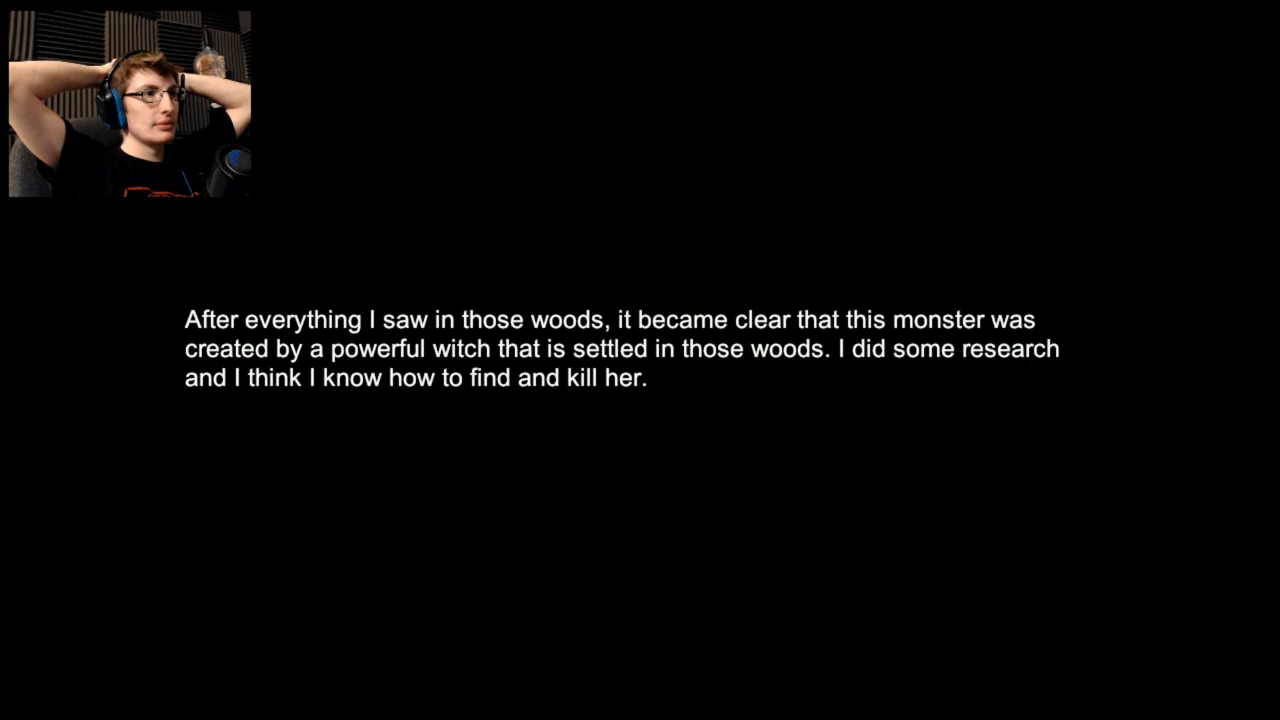 After everything I saw in those woods, it became clear that this monster was
created by a powerful witch that is settled in those woods. I did some research
and I think I know how to find and kill her.